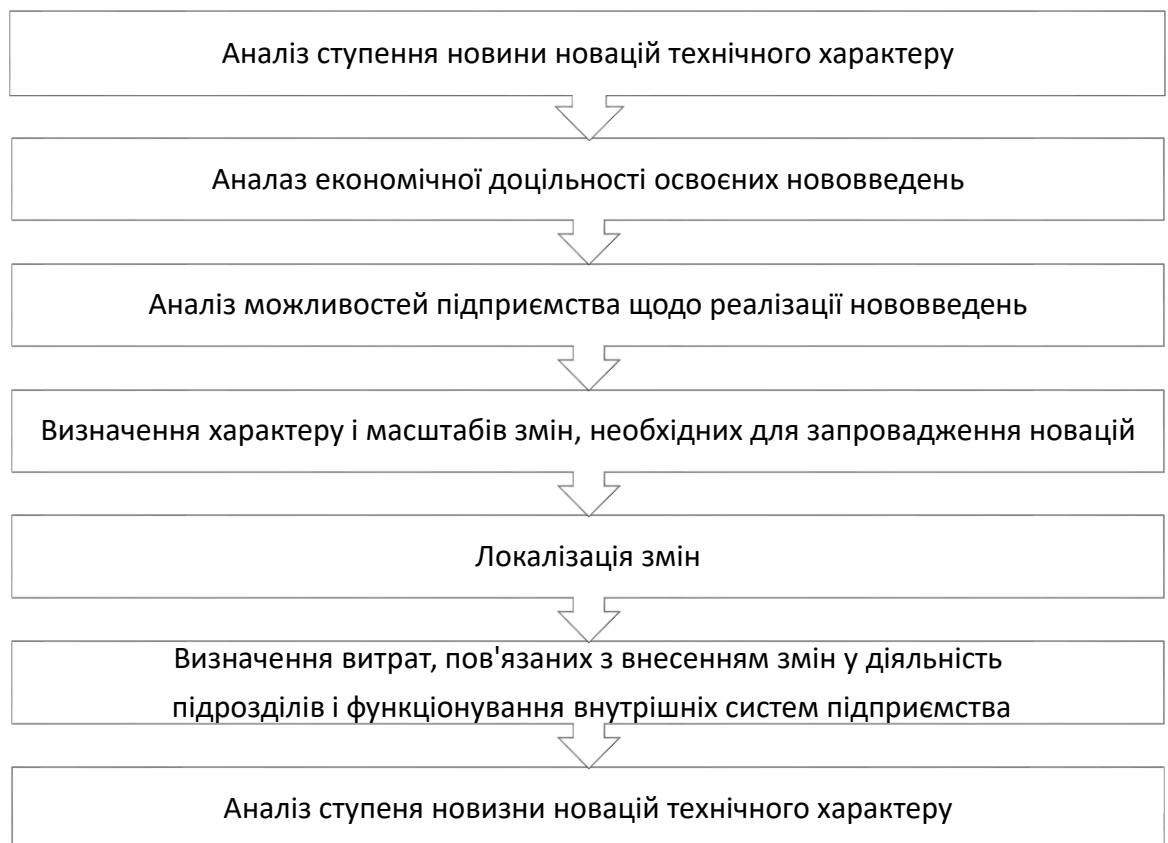 Аналіз ступення новини новацій технічного характеру
Аналаз економічної доцільності освоєних нововведень
Аналіз можливостей підприємства щодо реалізації нововведень
Визначення характеру і масштабів змін, необхідних для запровадження новацій
Локалізація змін
Визначення витрат, пов'язаних з внесенням змін у діяльність
підрозділів і функціонування внутрішніх систем підприємства
Аналіз ступеня новизни новацій технічного характеру